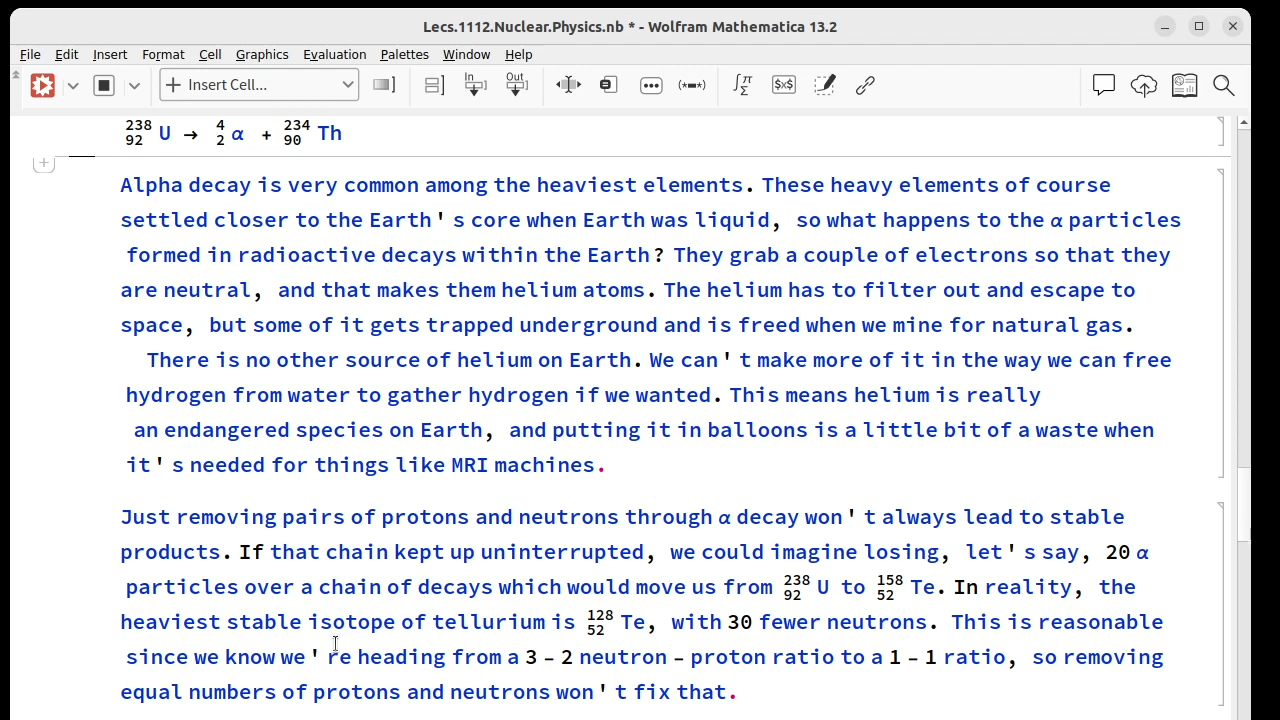 Lecs.1112.Nuclear.Physics.nb * - Wolfram Mathematica 13.2
File Edit Insert Format Cell Graphics Evaluation Palettes Window Help
Insert Cell... In Out $x$
238 92 U → 4 2 α + 234 90 Th
Alpha decay is very common among the heaviest elements. These heavy elements of course
settled closer to the Earth's core when Earth was liquid, so what happens to the α particles
formed in radioactive decays within the Earth? They grab a couple of electrons so that they
are neutral, and that makes them helium atoms. The helium has to filter out and escape to
space, but some of it gets trapped underground and is freed when we mine for natural gas.
There is no other source of helium on Earth. We can't make more of it in the way we can free
hydrogen from water to gather hydrogen if we wanted. This means helium is really
an endangered species on Earth, and putting it in balloons is a little bit of a waste when
it's needed for things like MRI machines.
Just removing pairs of protons and neutrons through α decay won't always lead to stable
products. If that chain kept up uninterrupted, we could imagine losing, let's say, 20 α
particles over a chain of decays which would move us from 238 92 U to 158 52 Te. In reality, the
heaviest stable isotope of tellurium is 128 52 Te, with 30 fewer neutrons. This is reasonable
since we know we're heading from a 3-2 neutron-proton ratio to a 1-1 ratio, so removing
equal numbers of protons and neutrons won't fix that.